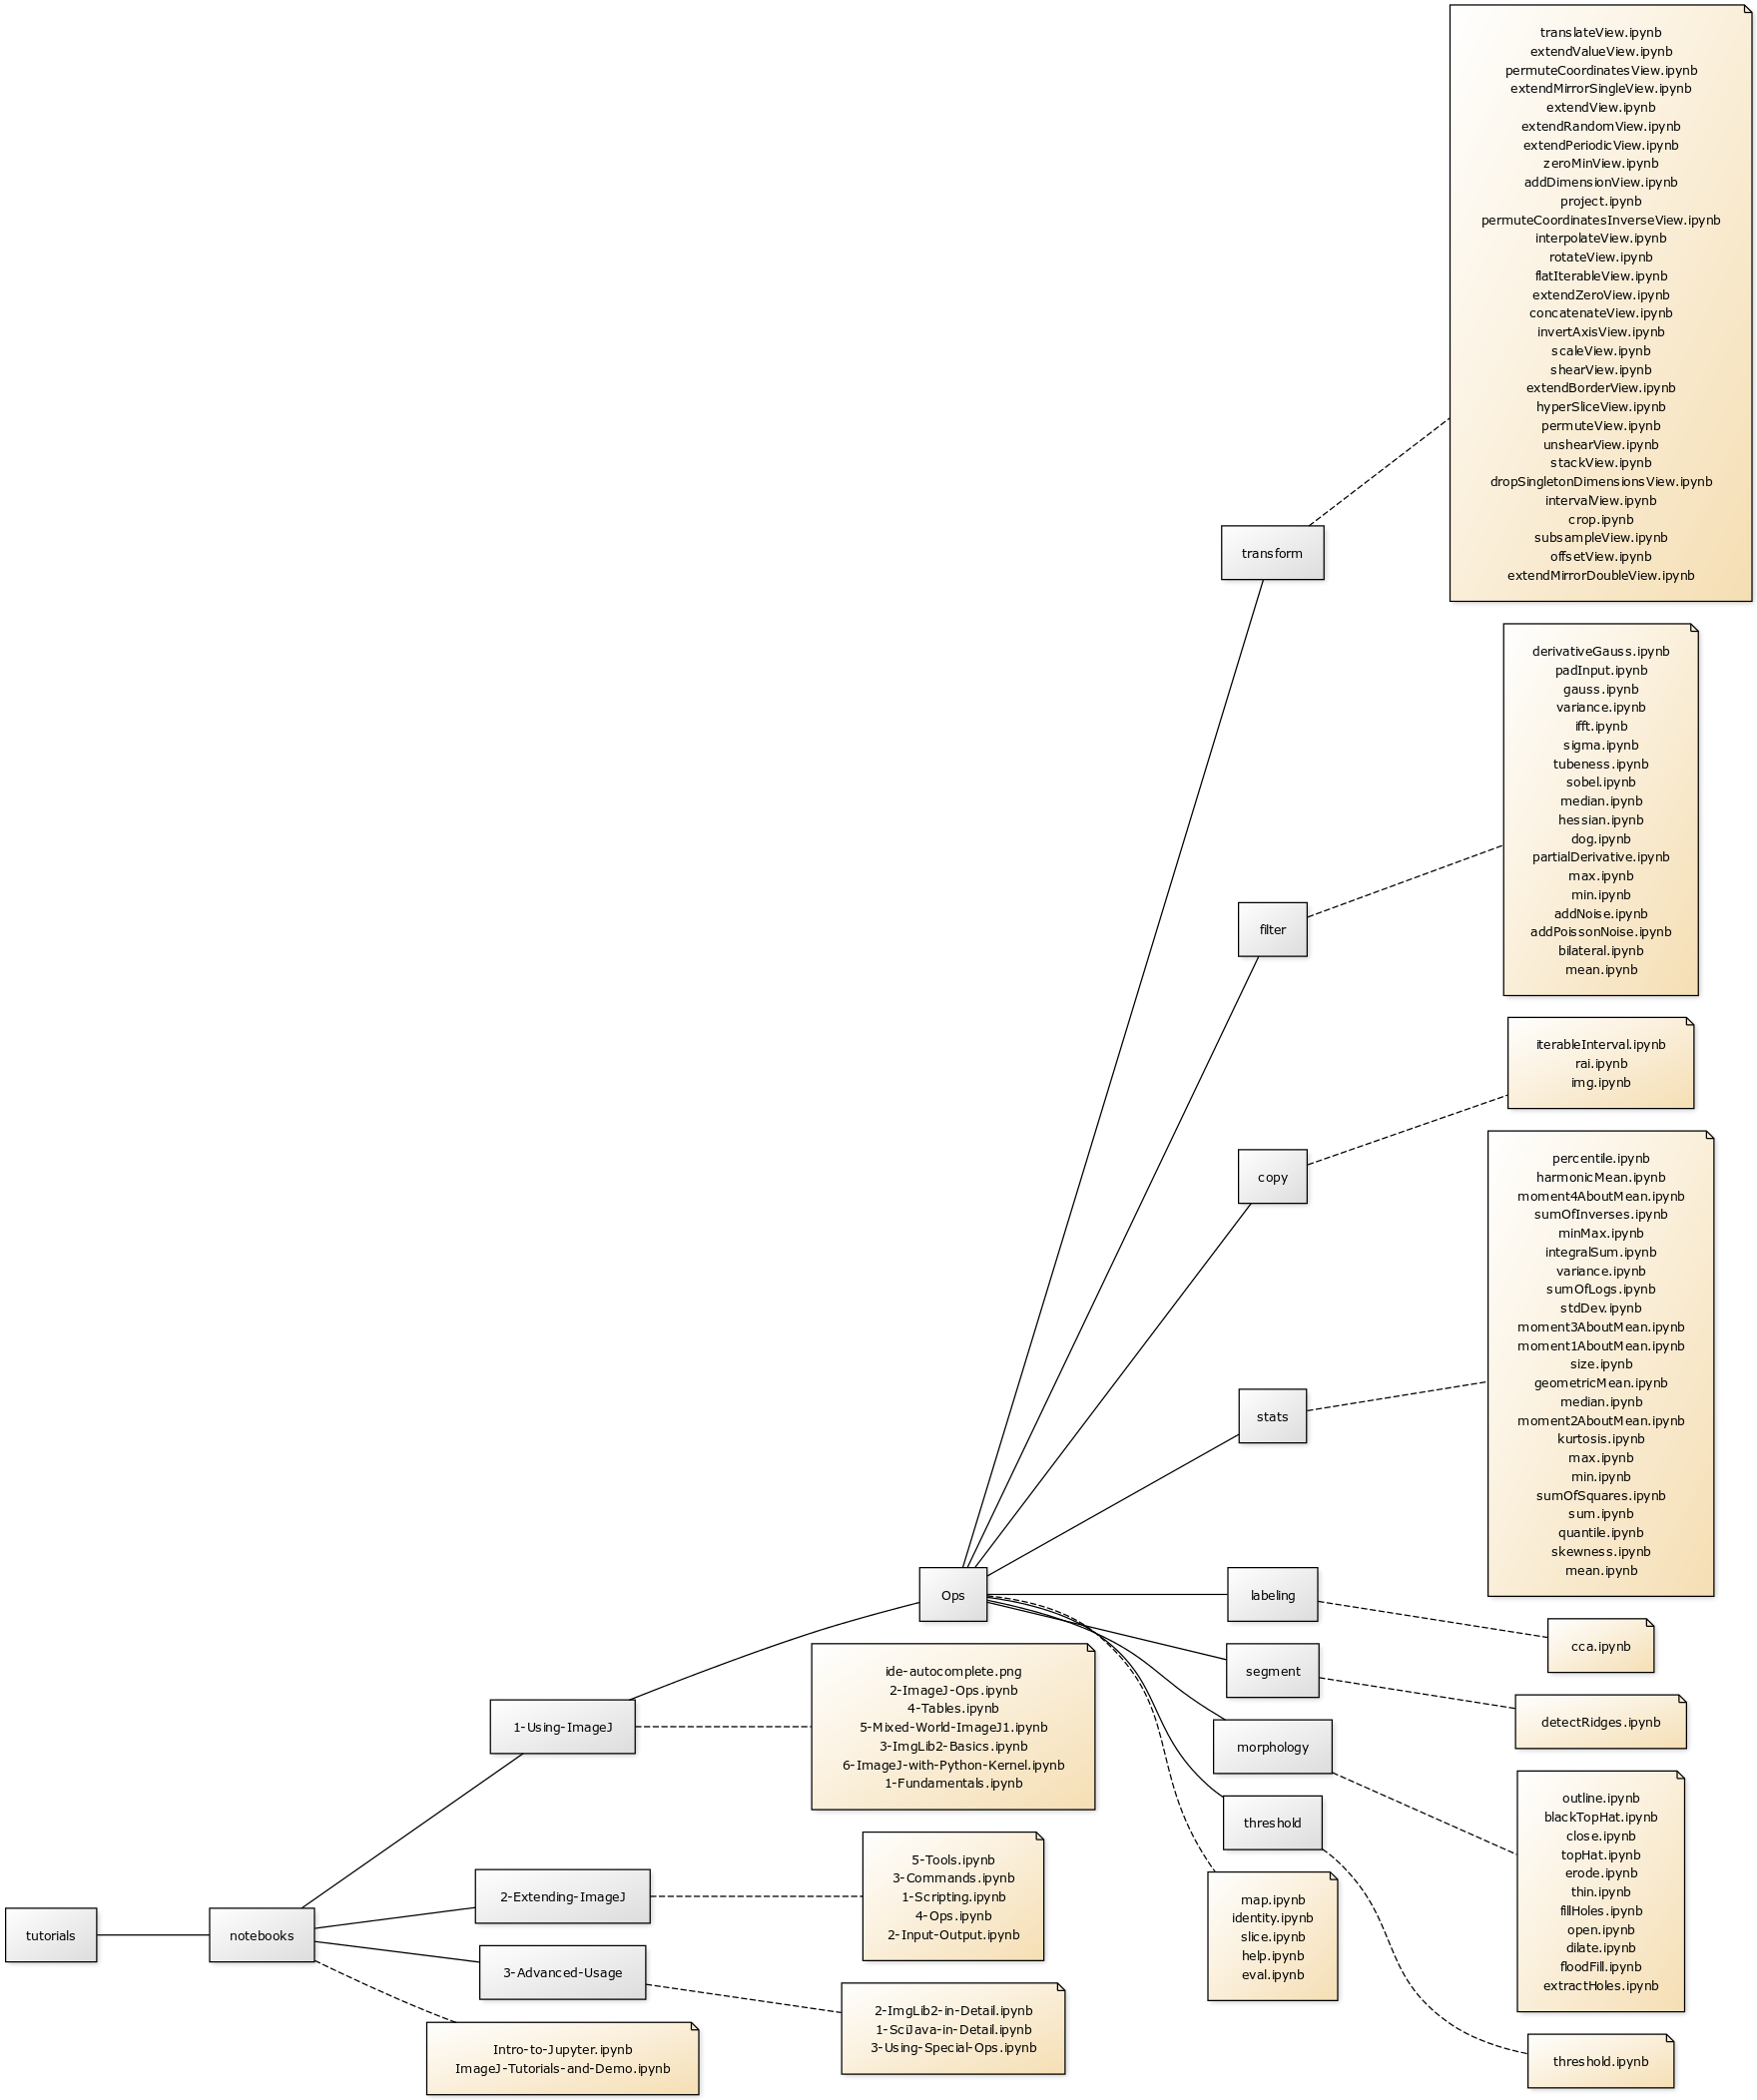 translateView.ipynb
extendValueView.ipynb
permuteCoordinatesView.ipynb
extendMirrorSingleView.ipynb
extendView.ipynb
extendRandomView.ipynb
extendPeriodicView.ipynb
zeroMinView.ipynb
addDimensionView.ipynb
project.ipynb
permuteCoordinatesInverseView.ipynb
interpolateView.ipynb
rotateView.ipynb
flatIterableView.ipynb
extendZeroView.ipynb
concatenateView.ipynb
invertAxisView.ipynb
scaleView.ipynb
shearView.ipynb
extendBorderView.ipynb
hyperSliceView.ipynb
permuteView.ipynb
unshearView.ipynb
stackView.ipynb
dropSingletonDimensionsView.ipynb
intervalView.ipynb
crop.ipynb
subsampleView.ipynb
offsetView.ipynb
extendMirrorDoubleView.ipynb
transform
derivativeGauss.ipynb
padInput.ipynb
gauss.ipynb
variance.ipynb
ifft.ipynb
sigma.ipynb
tubeness.ipynb
sobel.ipynb
median.ipynb
hessian.ipynb
dog.ipynb
partialDerivative.ipynb
max.ipynb
min.ipynb
addNoise.ipynb
addPoissonNoise.ipynb
bilateral.ipynb
mean.ipynb
filter
iterableInterval.ipynb
rai.ipynb
img.ipynb
copy
percentile.ipynb
harmonicMean.ipynb
moment4AboutMean.ipynb
sumOfInverses.ipynb
minMax.ipynb
integralSum.ipynb
variance.ipynb
sumOfLogs.ipynb
stdDev.ipynb
moment3AboutMean.ipynb
moment1AboutMean.ipynb
size.ipynb
geometricMean.ipynb
median.ipynb
moment2AboutMean.ipynb
kurtosis.ipynb
max.ipynb
min.ipynb
sumOfSquares.ipynb
sum.ipynb
quantile.ipynb
skewness.ipynb
mean.ipynb
stats
Ops
labeling
cca.ipynb
segment
detectRidges.ipynb
morphology
outline.ipynb
blackTopHat.ipynb
close.ipynb
topHat.ipynb
erode.ipynb
thin.ipynb
fillHoles.ipynb
open.ipynb
dilate.ipynb
floodFill.ipynb
extractHoles.ipynb
threshold
threshold.ipynb
map.ipynb
identity.ipynb
slice.ipynb
help.ipynb
eval.ipynb
1-Using-ImageJ
ide-autocomplete.png
2-ImageJ-Ops.ipynb
4-Tables.ipynb
5-Mixed-World-ImageJ1.ipynb
3-ImgLib2-Basics.ipynb
6-ImageJ-with-Python-Kernel.ipynb
1-Fundamentals.ipynb
2-Extending-ImageJ
5-Tools.ipynb
3-Commands.ipynb
1-Scripting.ipynb
4-Ops.ipynb
2-Input-Output.ipynb
tutorials
notebooks
3-Advanced-Usage
2-ImgLib2-in-Detail.ipynb
1-SciJava-in-Detail.ipynb
3-Using-Special-Ops.ipynb
Intro-to-Jupyter.ipynb
ImageJ-Tutorials-and-Demo.ipynb